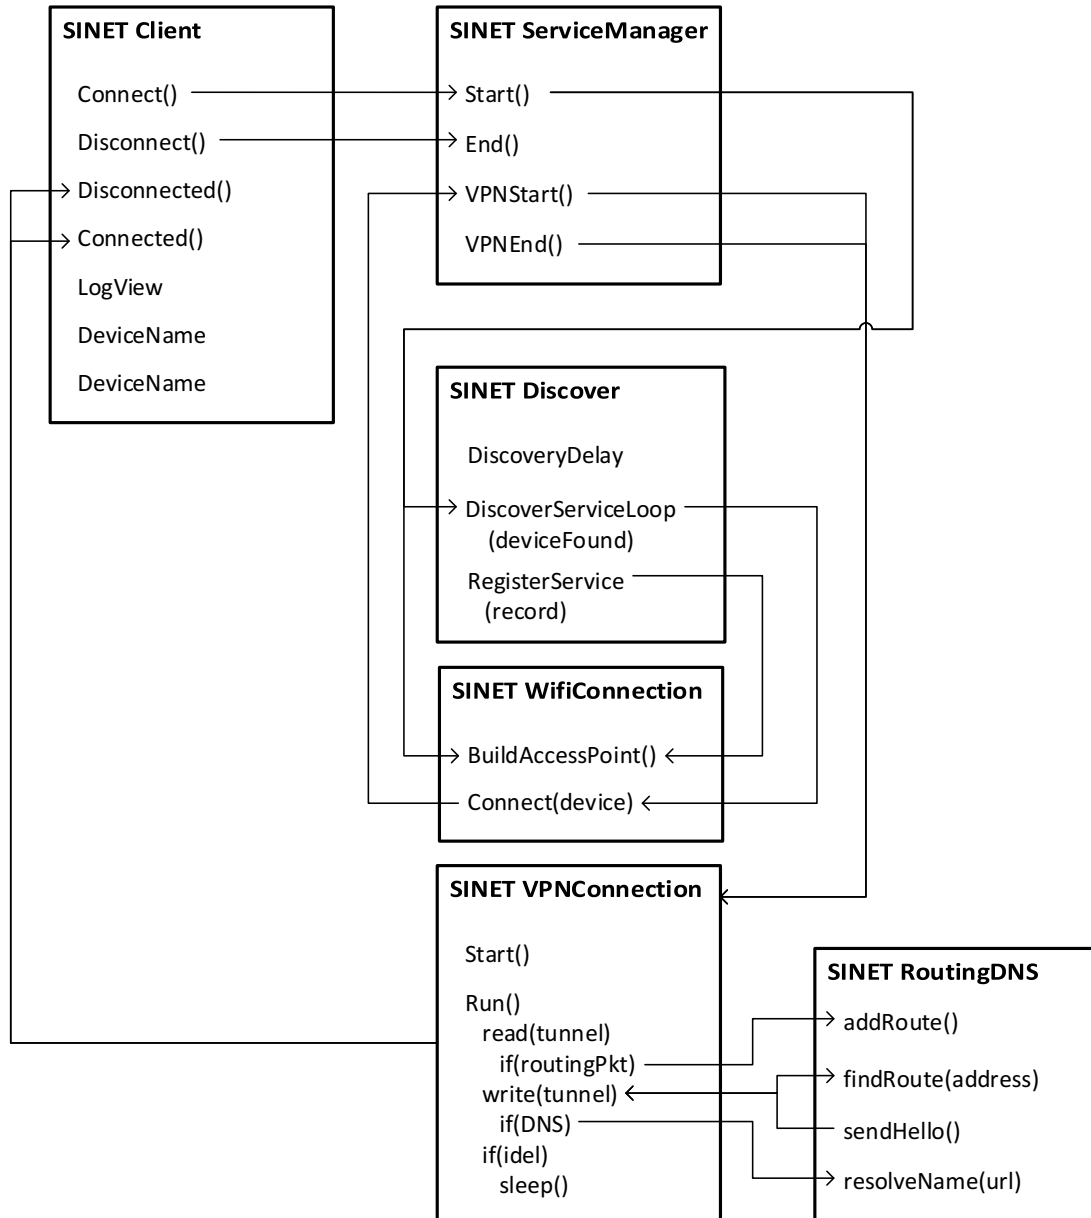 SINET Client
Connect()
Disconnect()
Disconnected()
Connected()
LogView
DeviceName
DeviceName
SINET ServiceManager
Start()
End()
VPNStart()
VPNEnd()
SINET Discover
DiscoveryDelay
DiscoverServiceLoop
(deviceFound)
RegisterService
(record)
SINET WifiConnection
BuildAccessPoint()
Connect(device)
SINET VPNConnection
Start()
Run()
read(tunnel)
if(routingPkt)
write(tunnel)
if(DNS)
if(idel)
sleep()
SINET RoutingDNS
addRoute()
findRoute(address)
sendHello()
resolveName(url)